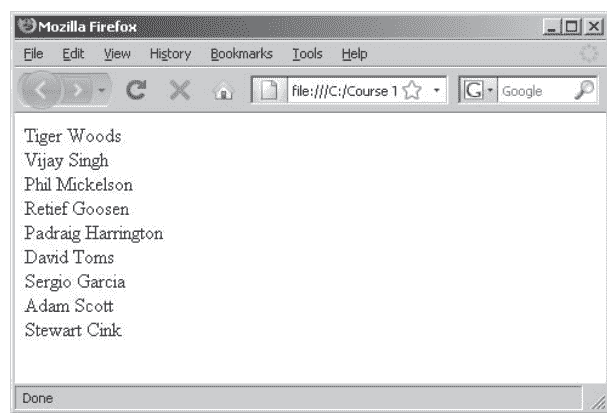 Mozilla Firefox
File Edit View History Bookmarks Tools Help
file:///C:/Course 1 G Google
Tiger Woods
Vijay Singh
Phil Mickelson
Retief Goosen
Padraig Harrington
David Toms
Sergio Garcia
Adam Scott
Stewart Cink
Done